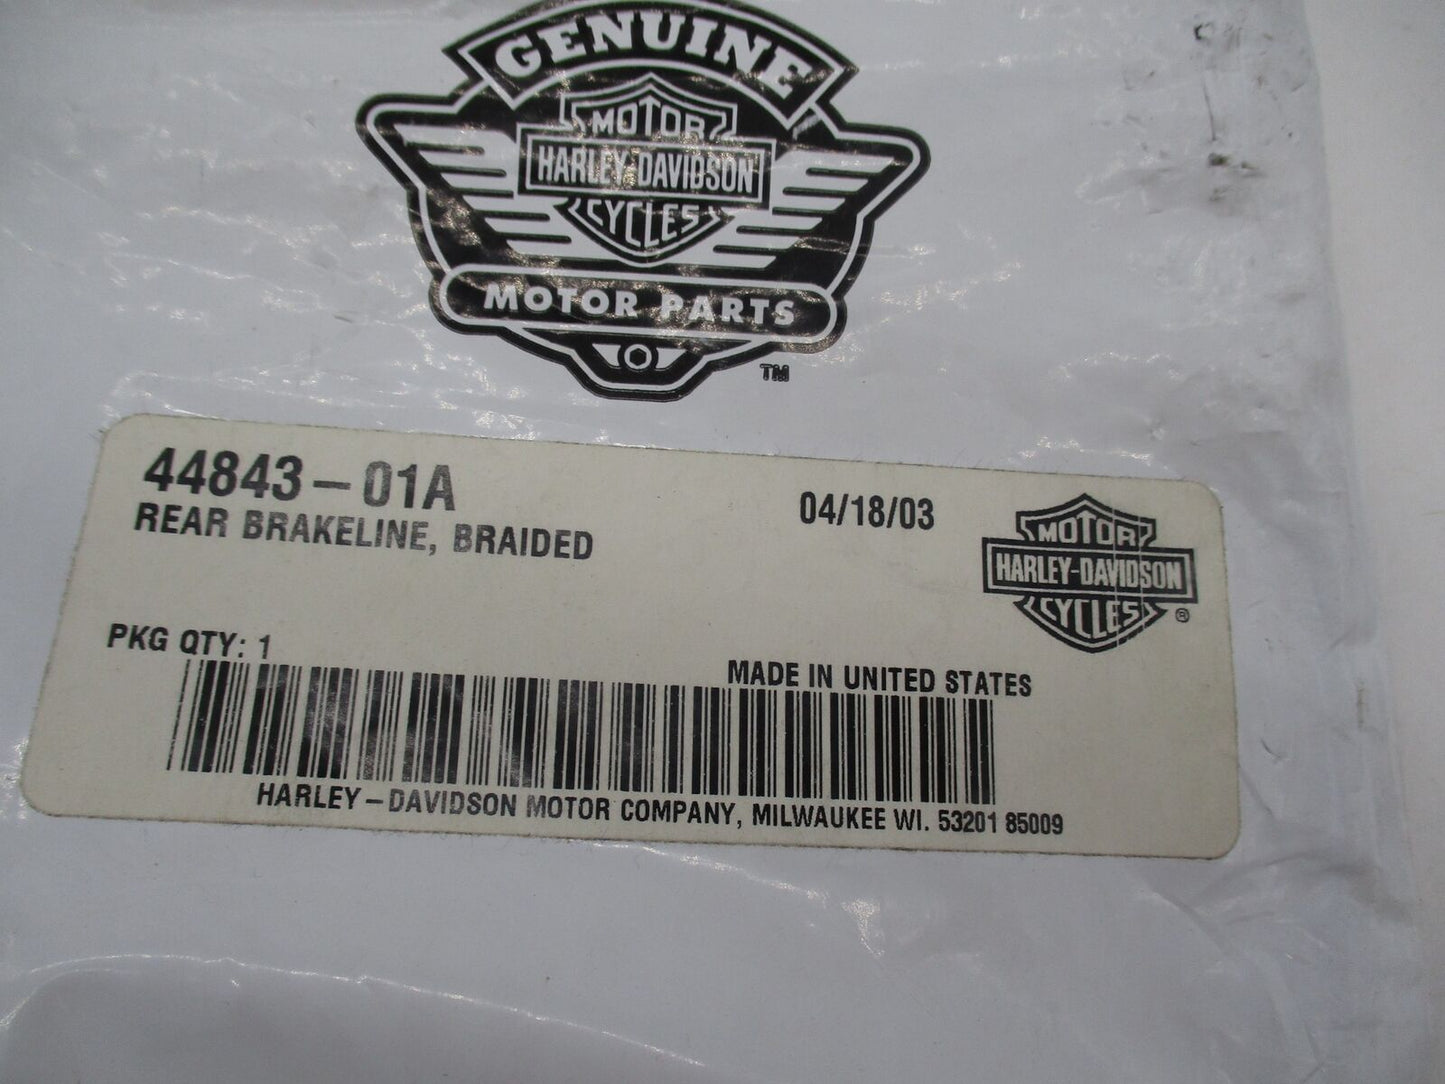 GENUINE
MOTOR
HARLEY-DAVIDSON
CYCLES
MOTOR PARTS
TM
44843-01A
04/18/03
REAR BRAKELINE, BRAIDED
MOTOR
HARLEY-DAVIDSON
CYCLES
®
PKG QTY: 1
MADE IN UNITED STATES
HARLEY-DAVIDSON MOTOR COMPANY, MILWAUKEE WI. 53201 85009